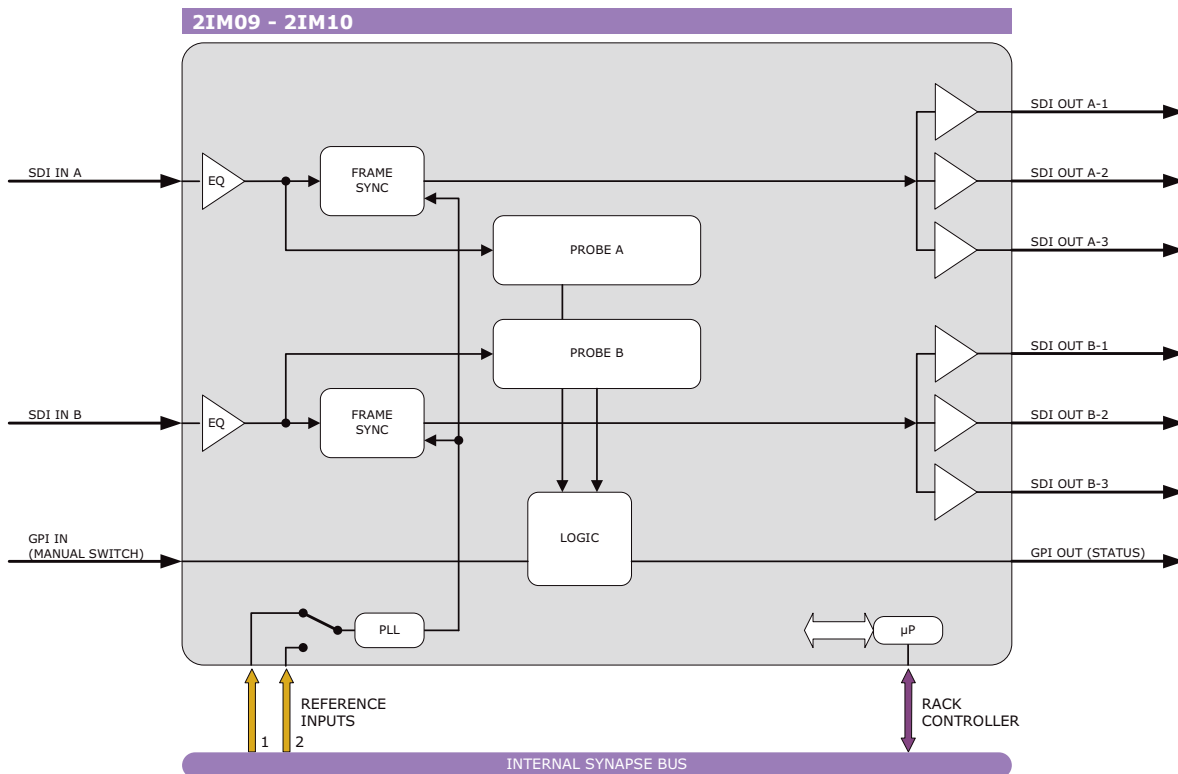 2IM09 - 2IM10
SDI OUT A-1
SDI IN A
EQ
FRAME
SYNC
SDI OUT A-2
PROBE A
SDI OUT A-3
PROBE B
SDI OUT B-1
SDI IN B
EQ
FRAME
SYNC
SDI OUT B-2
SDI OUT B-3
GPI IN
(MANUAL SWITCH)
LOGIC
GPI OUT (STATUS)
PLL
µP
REFERENCE
INPUTS
1 2
RACK
CONTROLLER
INTERNAL SYNAPSE BUS